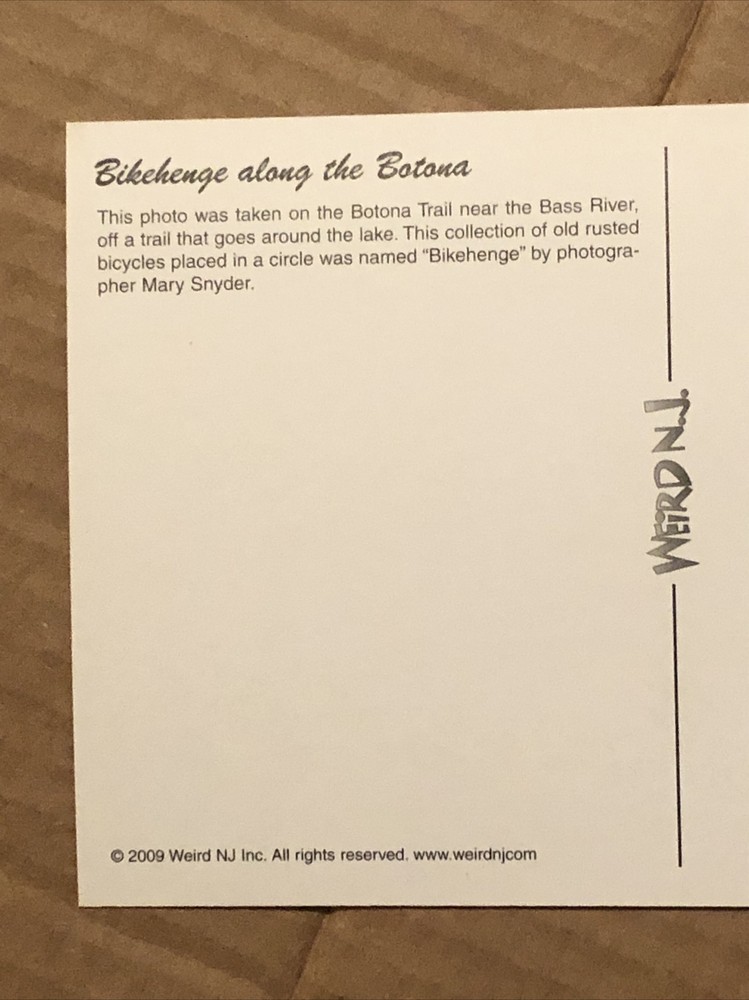 Bikehenge along the Botona
This photo was taken on the Botona Trail near the Bass River,
off a trail that goes around the lake. This collection of old rusted
bicycles placed in a circle was named “Bikehenge” by photogra-
pher Mary Snyder.
WEiRD N.J.
© 2009 Weird NJ Inc. All rights reserved. www.weirdnjcom